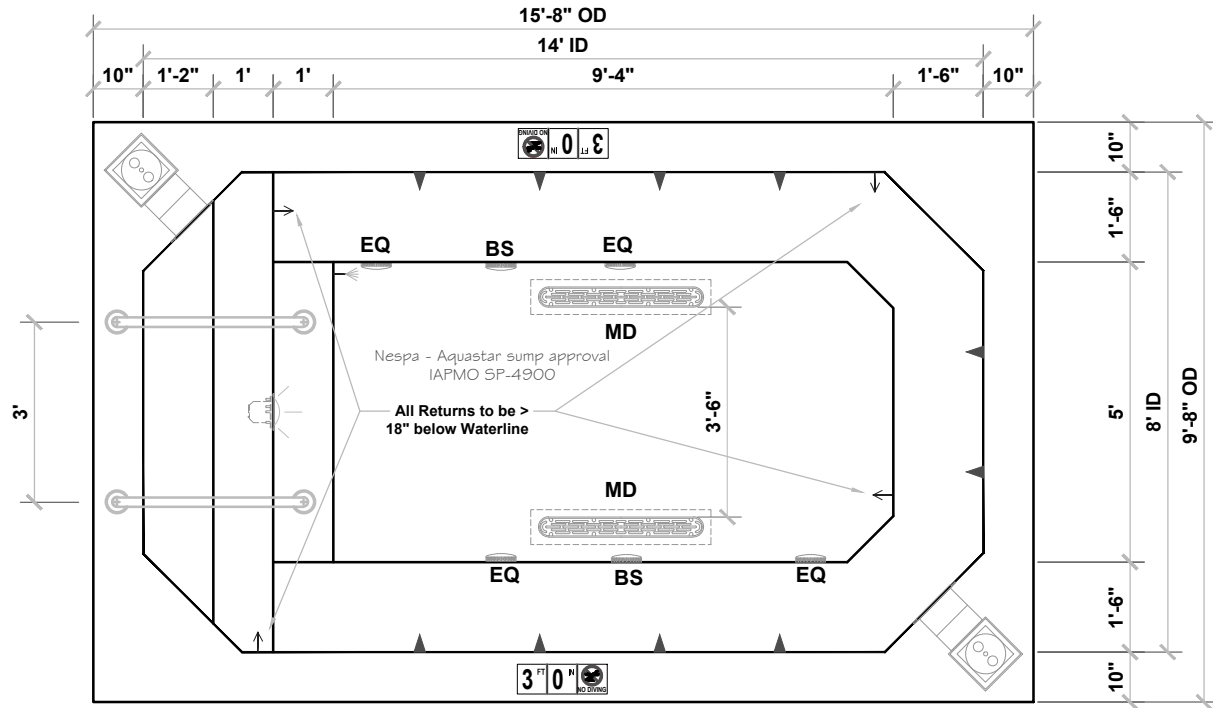 15'-8" OD
14' ID
10" 1'-2" 1' 1' 9'-4" 1'-6" 10"
NO DIVING 0 IN 3 FT
10"
1'-6"
EQ BS EQ
MD
Nespa - Aquastar sump approval
IAPMO SP-4900
All Returns to be >
18" below Waterline
3'
3'-6"
5'
8' ID
9'-8" OD
MD
EQ BS EQ
1'-6"
3 FT 0 IN NO DIVING
10"